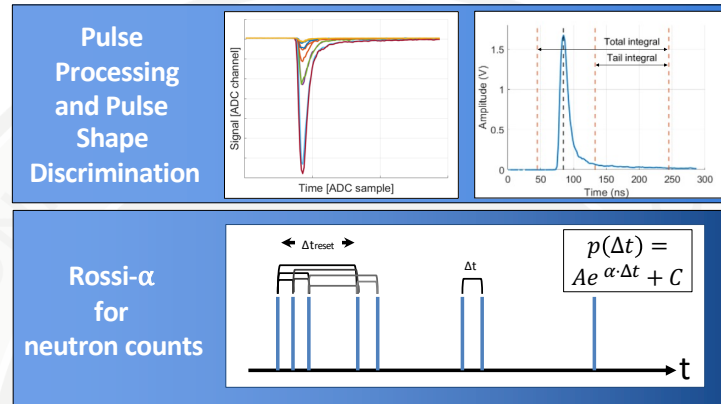 Pulse
Processing
and Pulse
Shape
Discrimination
Signal [ADC channel]
Time [ADC sample]
Amplitude (V)
1.5
1
0.5
0
Total integral
Tail integral
0 50 100 150 200 250 300
Time (ns)
Rossi-α
for
neutron counts
Δtreset
Δt
p(Δt) =
Ae^α·Δt + C
t